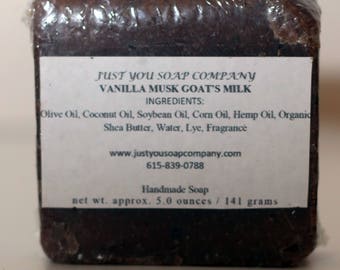 JUST YOU SOAP COMPANY
VANILLA MUSK GOAT'S MILK
INGREDIENTS:
Olive Oil, Coconut Oil, Soybean Oil, Corn Oil, Hemp Oil, Organic
Shea Butter, Water, Lye, Fragrance
www.justyousoapcompany.com
615-839-0788
Handmade Soap
net wt. approx. 5.0 ounces / 141 grams